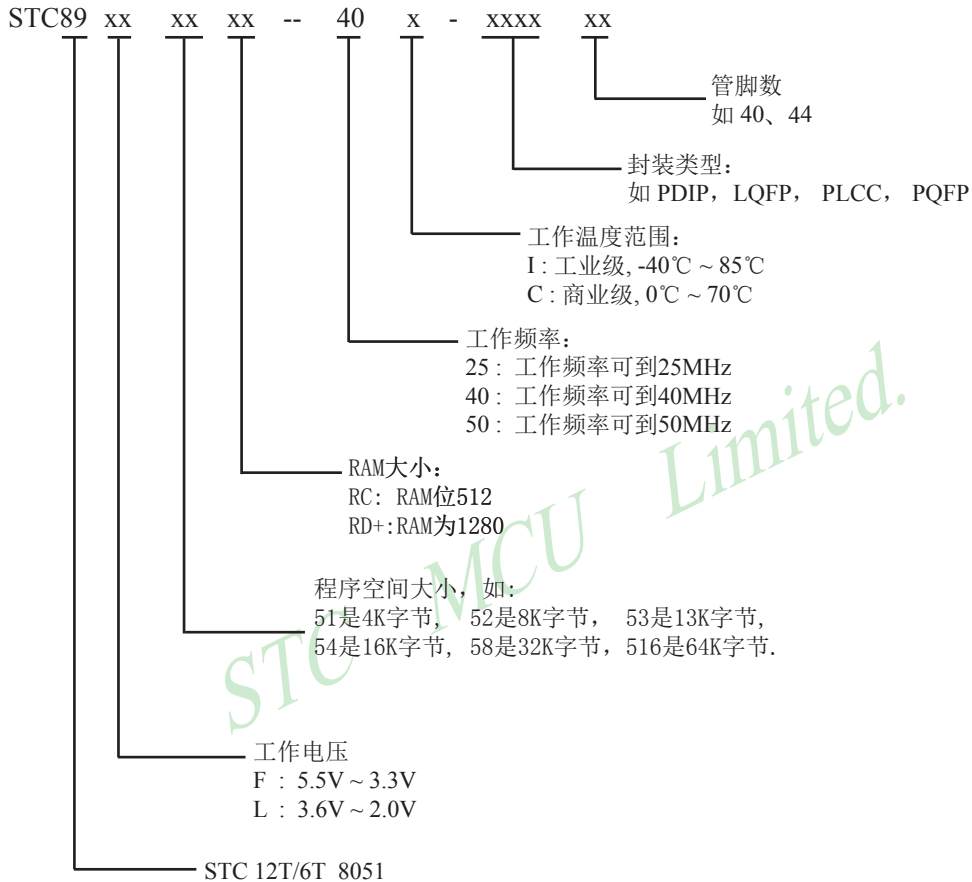 STC89 xx xx xx -- 40 x - xxxx xx
管脚数
如 40、44
封装类型：
如 PDIP，LQFP， PLCC， PQFP
工作温度范围：
I : 工业级, -40℃ ~ 85℃
C : 商业级, 0℃ ~ 70℃
工作频率：
25 : 工作频率可到25MHz
40 : 工作频率可到40MHz
50 : 工作频率可到50MHz
RAM大小：
RC: RAM位512
RD+:RAM为1280
程序空间大小，如:
51是4K字节, 52是8K字节， 53是13K字节,
54是16K字节, 58是32K字节，516是64K字节.
工作电压
F : 5.5V ~ 3.3V
L : 3.6V ~ 2.0V
STC 12T/6T 8051
STC MCU Limited.